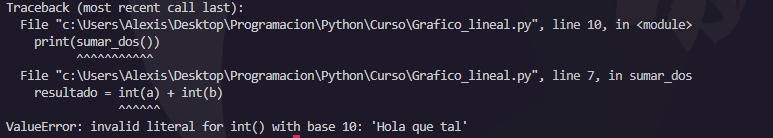 Traceback (most recent call last):
  File "c:\Users\Alexis\Desktop\Programacion\Python\Curso\Grafico_lineal.py", line 10, in <module>
    print(sumar_dos())
          ^^^^^^^^^^^
  File "c:\Users\Alexis\Desktop\Programacion\Python\Curso\Grafico_lineal.py", line 7, in sumar_dos
    resultado = int(a) + int(b)
                ^^^^^^
ValueError: invalid literal for int() with base 10: 'Hola que tal'